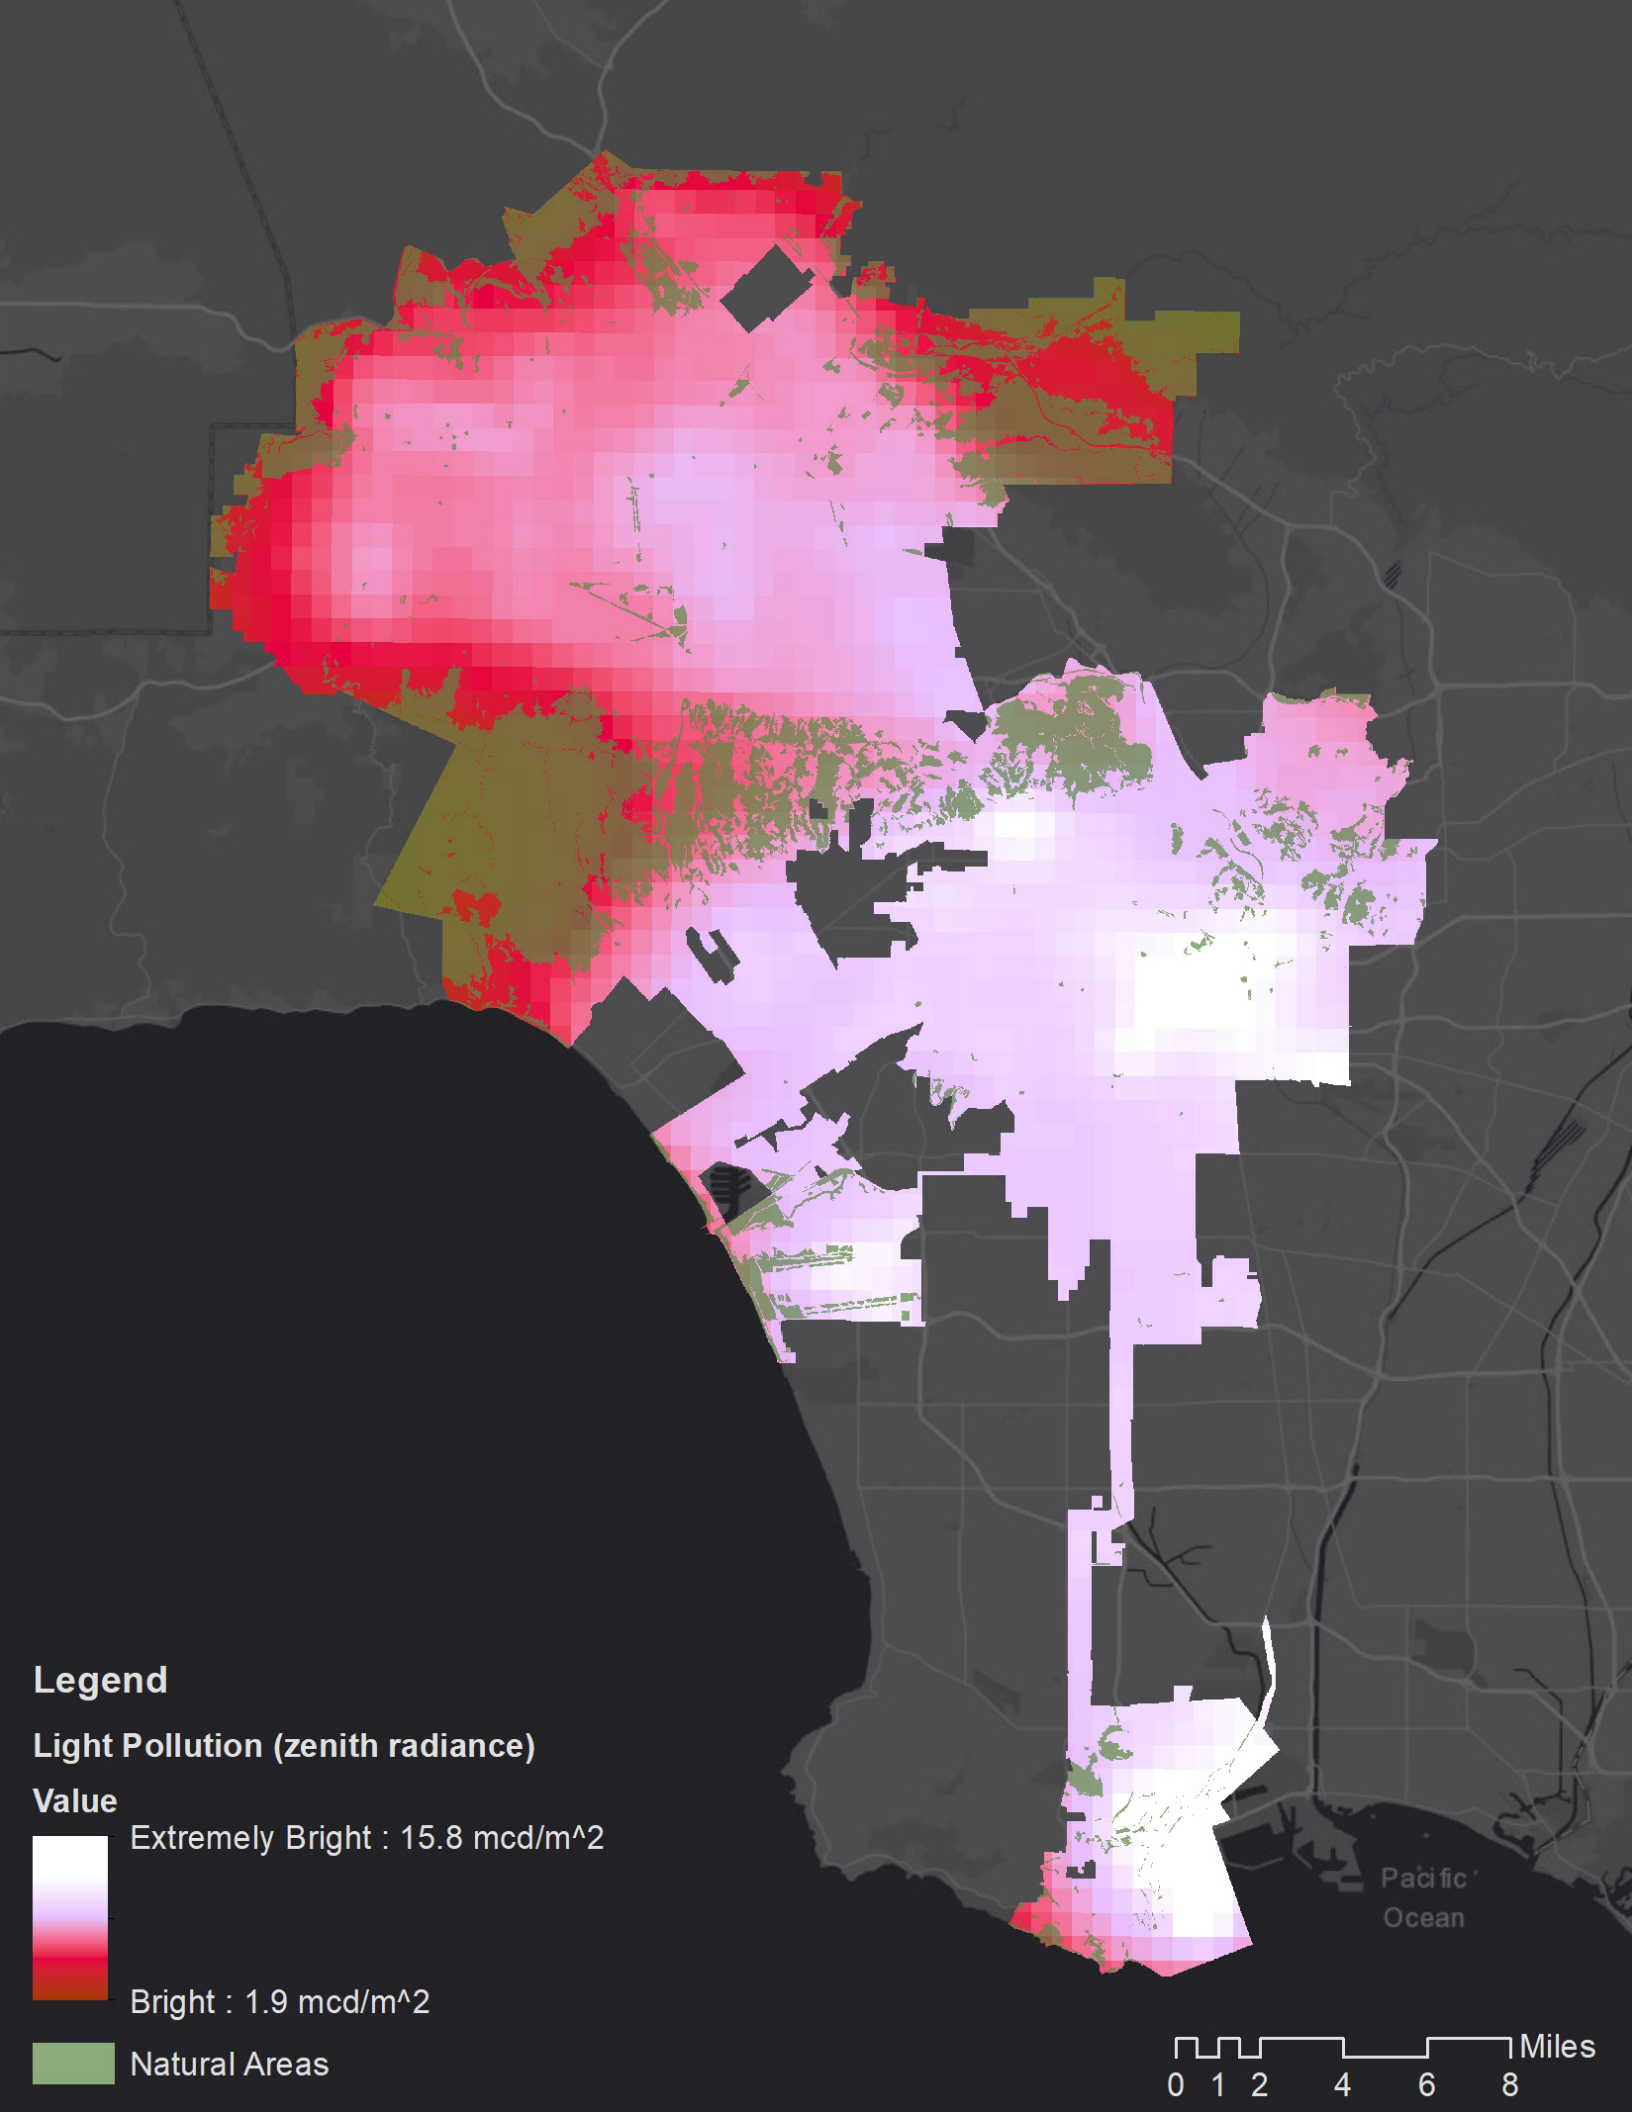 Legend
Light Pollution (zenith radiance)
Value
Extremely Bright : 15.8 mcd/m^2
Bright : 1.9 mcd/m^2
Natural Areas
Pacific
Ocean
Miles
0 1 2 4 6 8